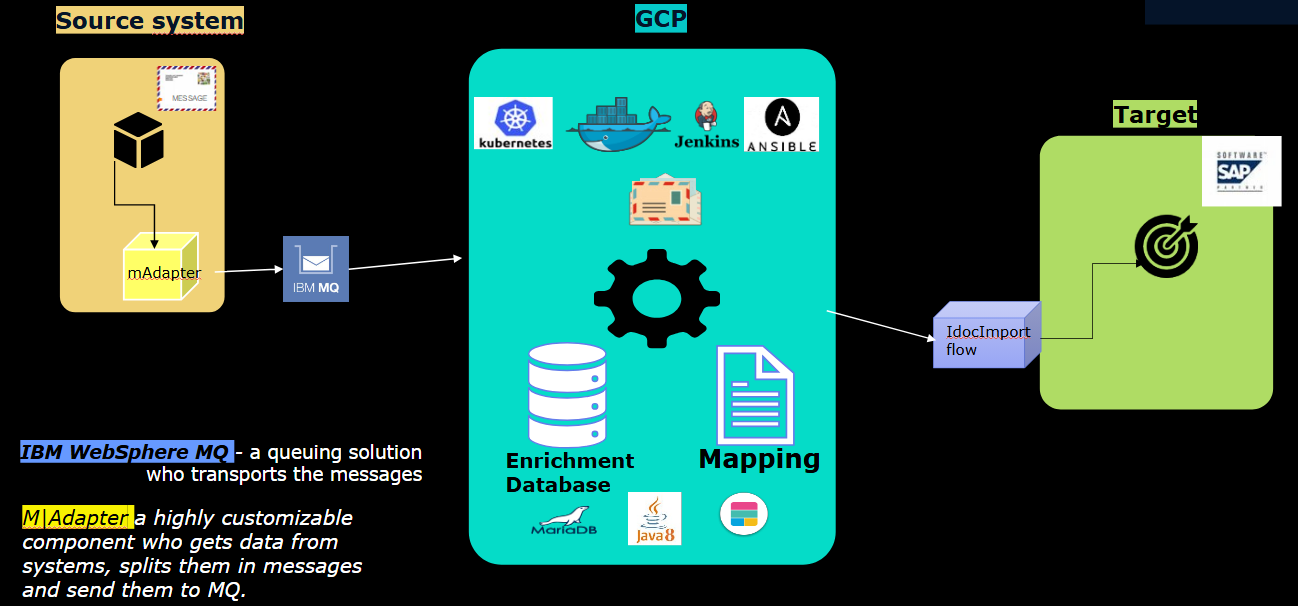 Source system
GCP
MESSAGE
kubernetes
Jenkins
ANSIBLE
Target
SOFTWARE
SAP
PARTNER
mAdapter
IBM MQ
IdocImport
flow
IBM WebSphere MQ - a queuing solution
who transports the messages
Enrichment
Database
Mapping
M|Adapter a highly customizable
component who gets data from
systems, splits them in messages
and send them to MQ.
MariaDB
Java8